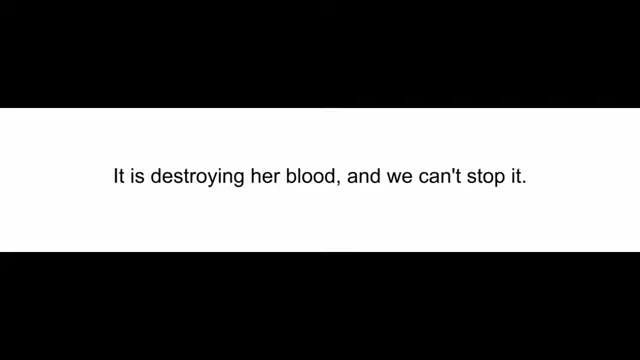 It is destroying her blood, and we can't stop it.